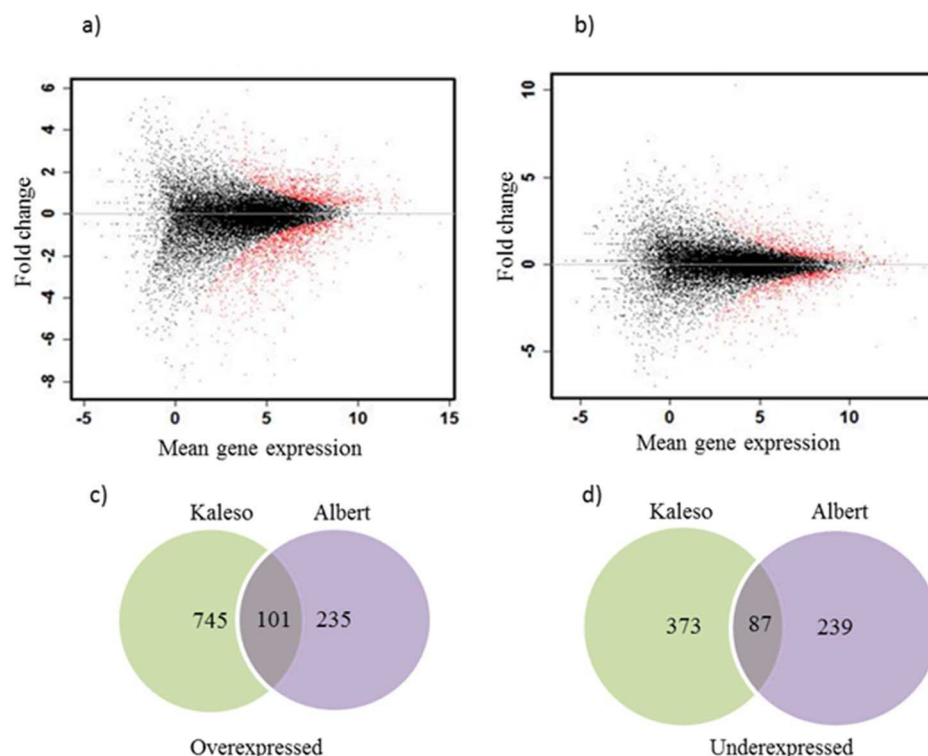 a)
b)
6
4
2
0
-2
-4
-6
-8
Fold change
-5 0 5 10 15
Mean gene expression
10
5
0
-5
Fold change
-5 0 5 10
Mean gene expression
c)
Kaleso Albert
745 101 235
Overexpressed
d)
Kaleso Albert
373 87 239
Underexpressed